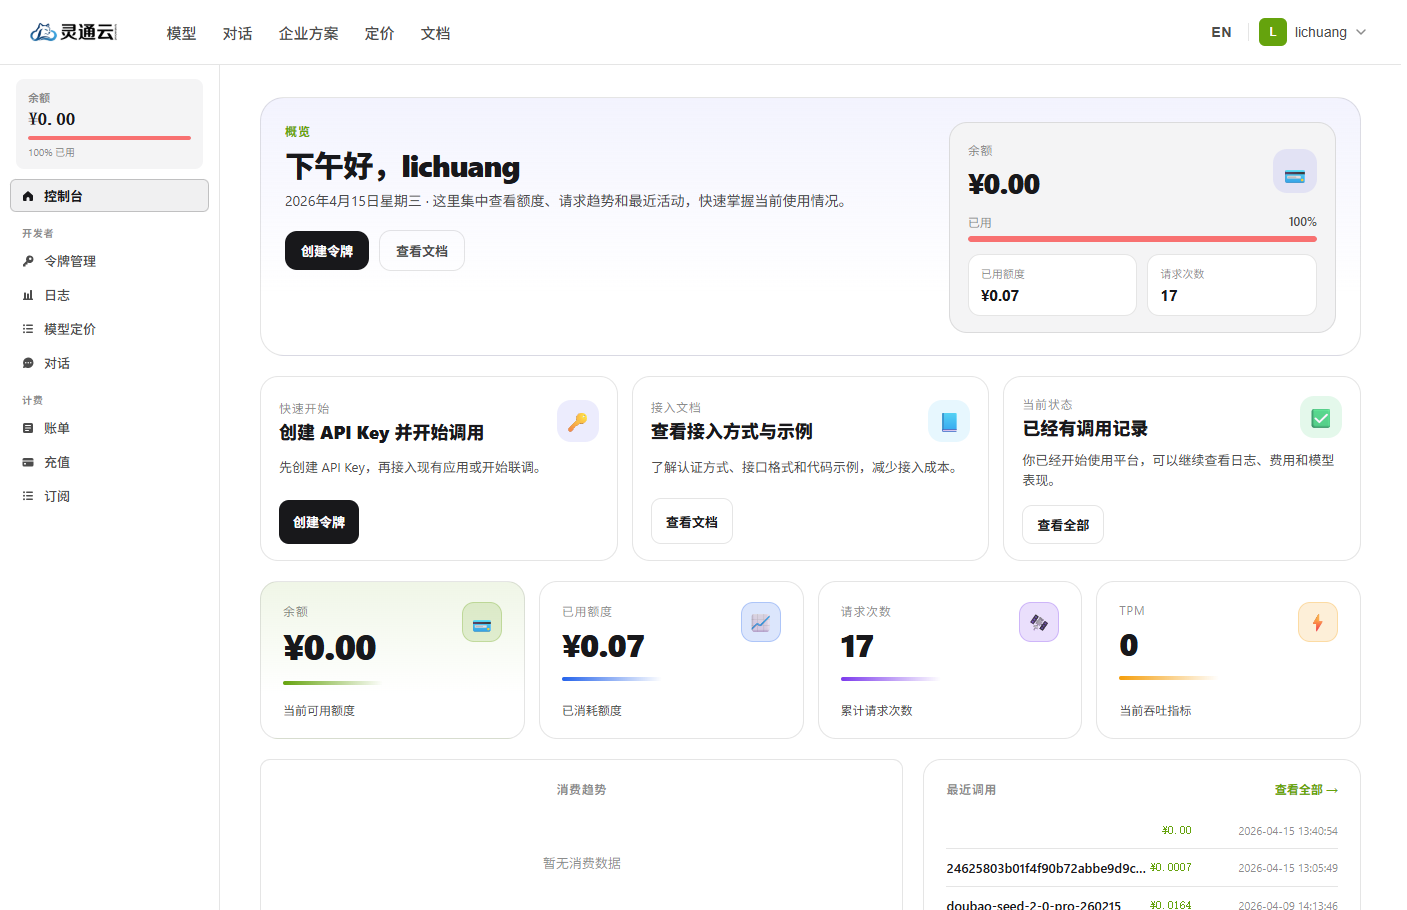 灵通云
模型 对话 企业方案 定价 文档
EN
L
lichuang
余额
¥0.00
100% 已用
控制台
开发者
令牌管理
日志
模型定价
对话
计费
账单
充值
订阅
概览
下午好，lichuang
2026年4月15日星期三 · 这里集中查看额度、请求趋势和最近活动，快速掌握当前使用情况。
创建令牌 查看文档
余额
¥0.00
已用 100%
已用额度
¥0.07
请求次数
17
快速开始
创建 API Key 并开始调用
先创建 API Key，再接入现有应用或开始联调。
创建令牌
接入文档
查看接入方式与示例
了解认证方式、接口格式和代码示例，减少接入成本。
查看文档
当前状态
已经有调用记录
你已经开始使用平台，可以继续查看日志、费用和模型
表现。
查看全部
余额
¥0.00
当前可用额度
已用额度
¥0.07
已消耗额度
请求次数
17
累计请求次数
TPM
0
当前吞吐指标
消费趋势
暂无消费数据
最近调用 查看全部 →
¥0.00 2026-04-15 13:40:54
24625803b01f4f90b72abbe9d9c... ¥0.0007 2026-04-15 13:05:49
doubao-seed-2-0-pro-260215 ¥0.0164 2026-04-09 14:13:46